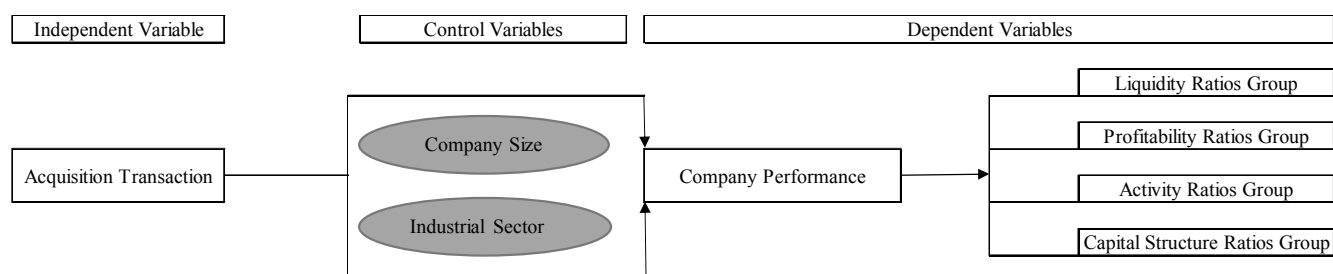 Independent Variable
Control Variables
Dependent Variables
Liquidity Ratios Group
Company Size
Profitability Ratios Group
Acquisition Transaction
Company Performance
Activity Ratios Group
Industrial Sector
Capital Structure Ratios Group